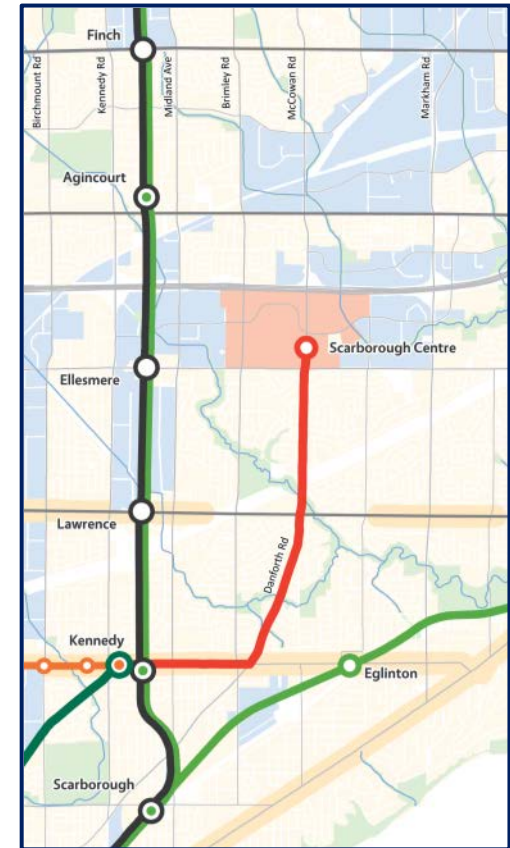 Finch
Birchmount Rd
Kennedy Rd
Midland Ave
Brimley Rd
McCowan Rd
Markham Rd
Agincourt
Scarborough Centre
Ellesmere
Lawrence
Danforth Rd
Kennedy
Eglinton
Scarborough